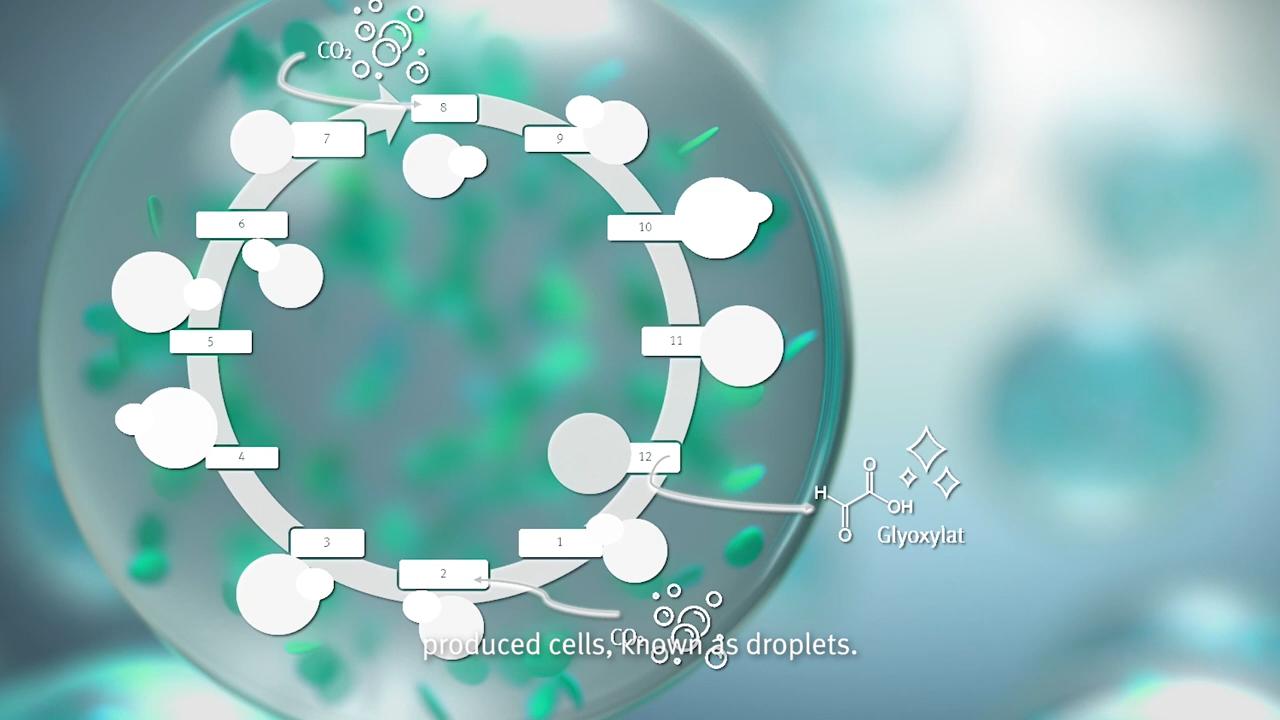 CO₂
8
7
9
6
10
5
11
4
12
H
O
OH
O
Glyoxylat
3
1
2
CO₂
produced cells, known as droplets.